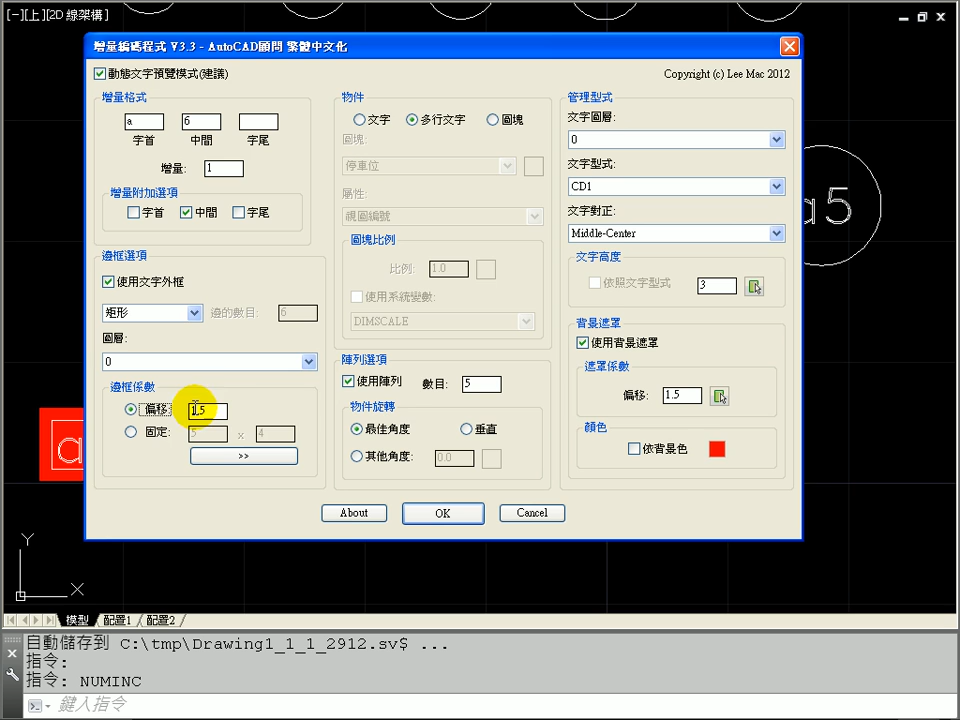 [−][上][2D 線架構]
增量編碼程式 V3.3 - AutoCAD顧問 繁體中文化
動態文字預覽模式(建議)
Copyright (c) Lee Mac 2012
增量格式
a
6
字首
中間
字尾
增量:
1
增量附加選項
字首
中間
字尾
邊框選項
使用文字外框
矩形
邊的數目:
6
圖層:
0
邊框係數
偏移:
1.5
固定:
5
x
4
>>
物件
文字
多行文字
圖塊
圖塊:
停車位
屬性:
視圖編號
圖塊比例
比例:
1.0
使用系統變數:
DIMSCALE
陣列選項
使用陣列
數目:
5
物件旋轉
最佳角度
垂直
其他角度:
0.0
管理型式
文字圖層:
0
文字型式:
CD1
文字對正:
Middle-Center
文字高度
依照文字型式
3
背景遮罩
使用背景遮罩
遮罩係數
偏移:
1.5
顏色
依背景色
About
OK
Cancel
a5
a
Y
X
模型
配置1
配置2
自動儲存到 C:\tmp\Drawing1_1_1_2912.sv$ ...
指令:
指令: NUMINC
鍵入指令